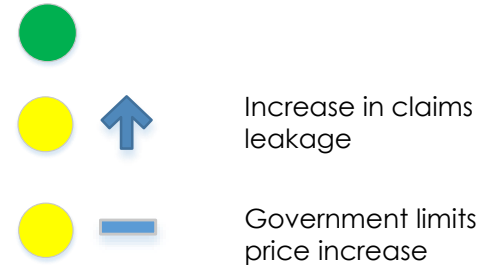 Increase in claims
leakage
Government limits
price increase